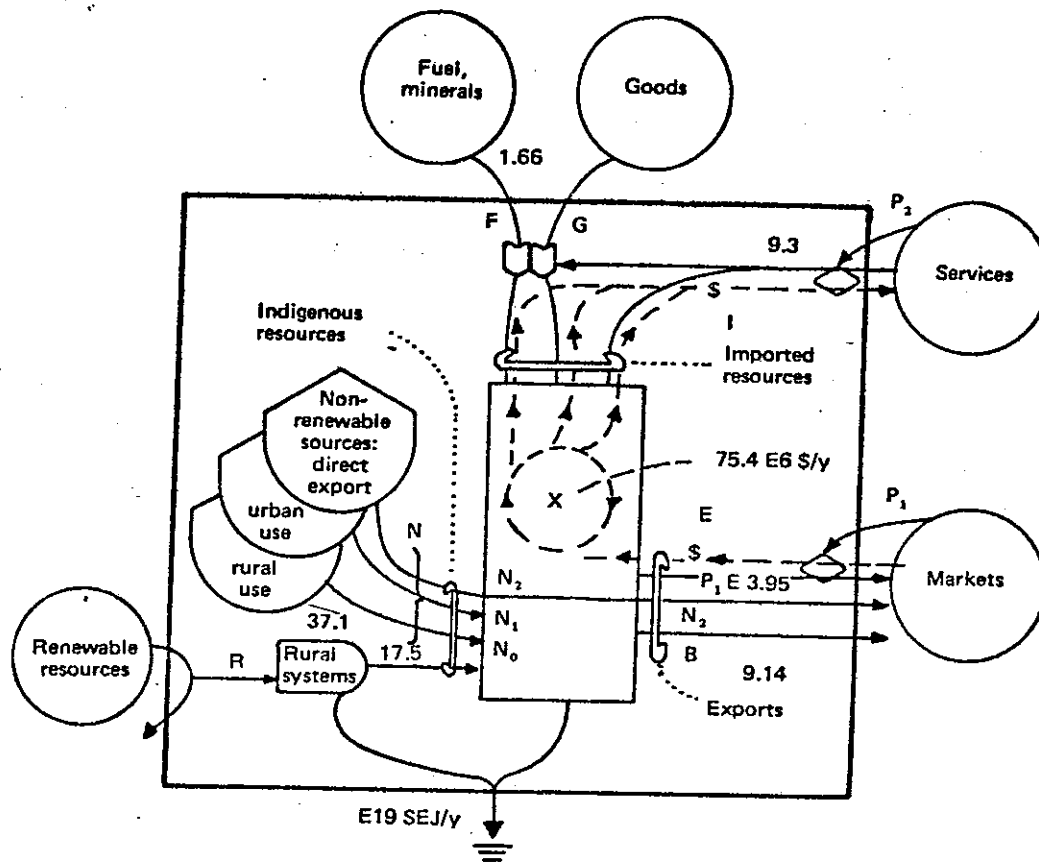 Fuel,
minerals
Goods
1.66
P₂
F
G
9.3
Services
$
Indigenous
resources
I
Imported
resources
Non-
renewable
sources:
direct
export
75.4 E6 $/y
X
P₁
urban
use
N
E
$
rural
use
N₂
P₁E 3.95
Markets
N₁
N₂
37.1
N₀
B
Renewable
resources
R
Rural
systems
17.5
9.14
Exports
E19 SEJ/y